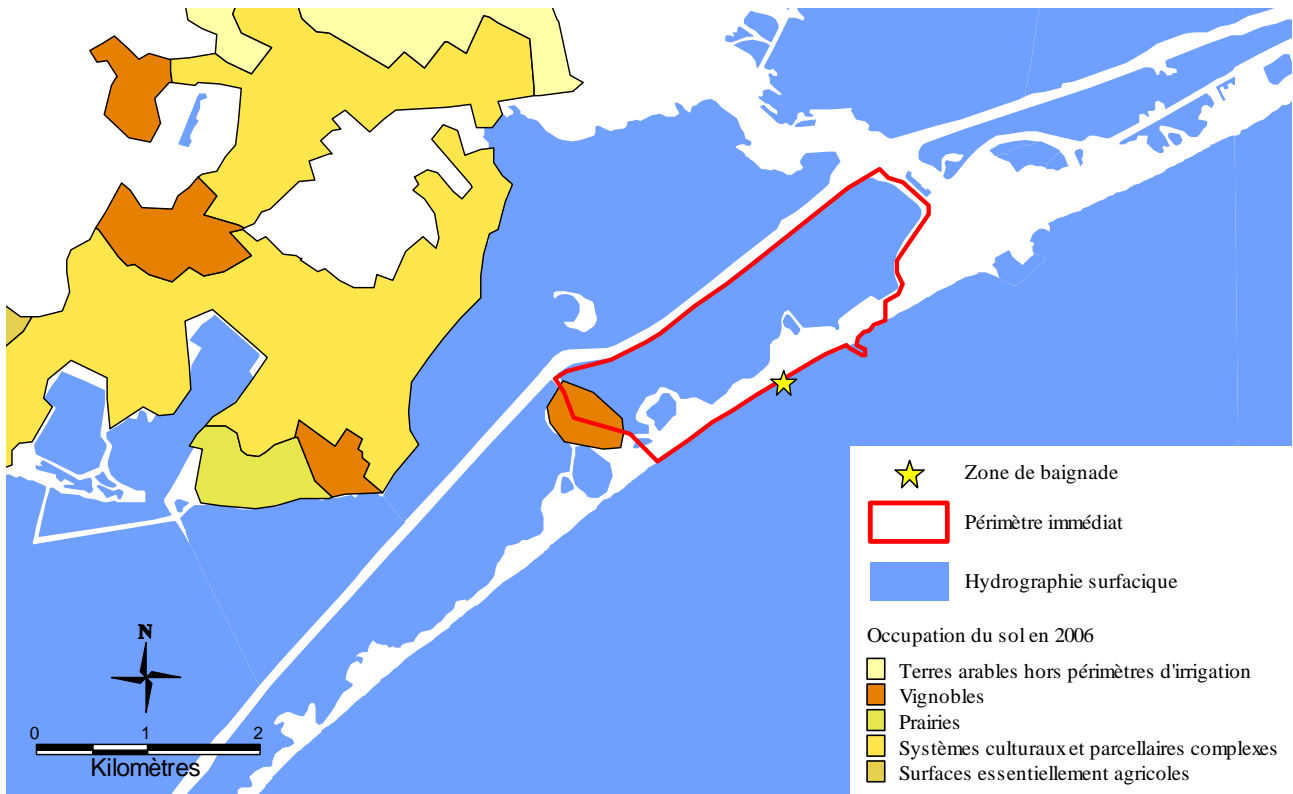 Zone de baignade
Périmètre immédiat
Hydrographie surfacique
Occupation du sol en 2006
Terres arables hors périmètres d'irrigation
Vignobles
Prairies
Systèmes culturaux et parcellaires complexes
Surfaces essentiellement agricoles
N
0 1 2
Kilomètres